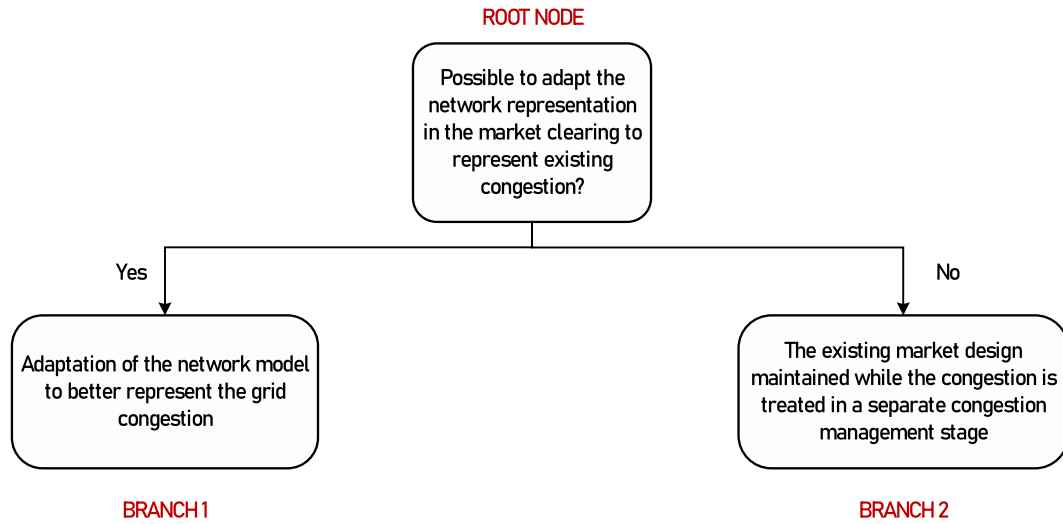 ROOT NODE
Possible to adapt the
network representation
in the market clearing to
represent existing
congestion?
Yes
No
Adaptation of the network model
to better represent the grid
congestion
The existing market design
maintained while the congestion is
treated in a separate congestion
management stage
BRANCH 1
BRANCH 2